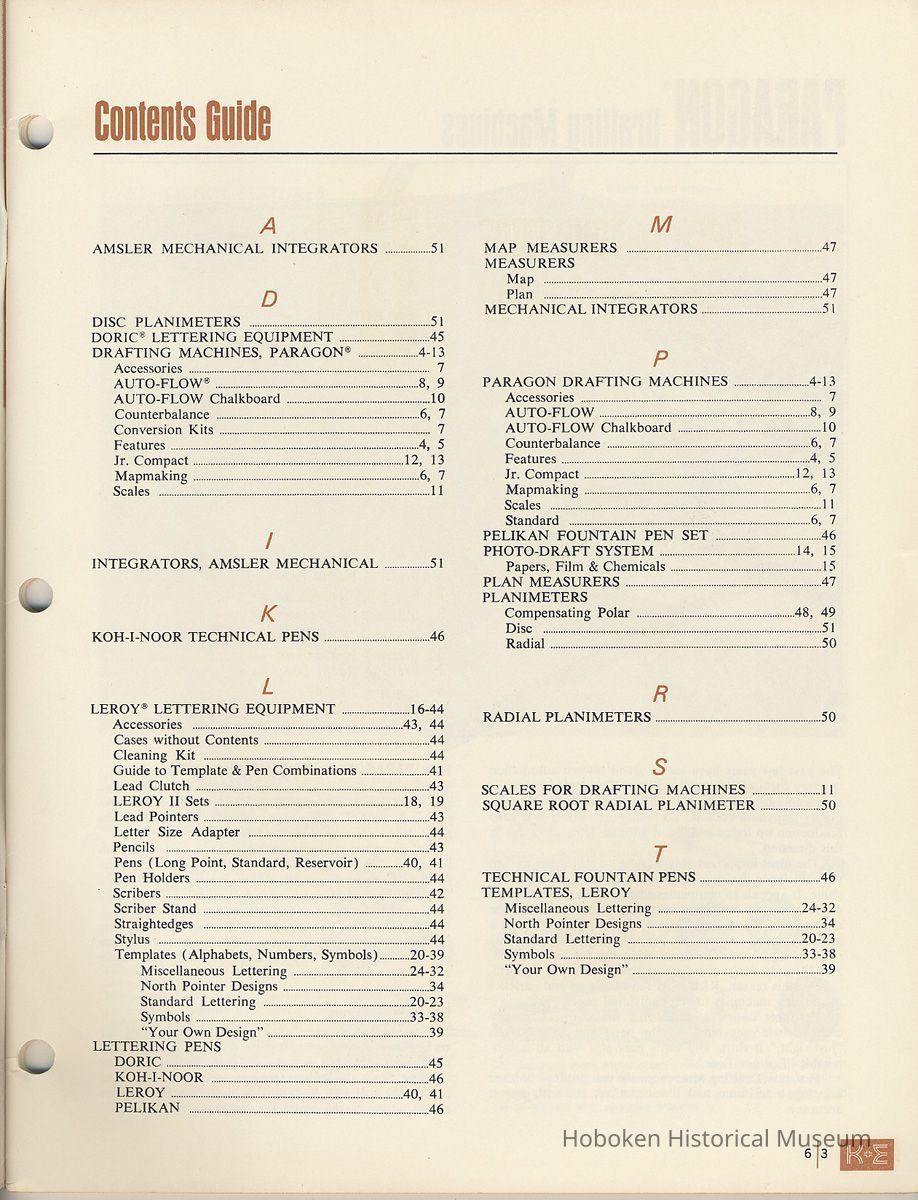 Contents Guide
A
AMSLER MECHANICAL INTEGRATORS ...............51
D
DISC PLANIMETERS ...............51
DORIC® LETTERING EQUIPMENT ...............45
DRAFTING MACHINES, PARAGON® ...............4-13
Accessories ............... 7
AUTO-FLOW® ...............8, 9
AUTO-FLOW Chalkboard ...............10
Counterbalance ...............6, 7
Conversion Kits ............... 7
Features ...............4, 5
Jr. Compact ...............12, 13
Mapmaking ...............6, 7
Scales ...............11
I
INTEGRATORS, AMSLER MECHANICAL ...............51
K
KOH-I-NOOR TECHNICAL PENS ...............46
L
LEROY® LETTERING EQUIPMENT ...............16-44
Accessories ...............43, 44
Cases without Contents ...............44
Cleaning Kit ...............44
Guide to Template & Pen Combinations ...............41
Lead Clutch ...............43
LEROY II Sets ...............18, 19
Lead Pointers ...............43
Letter Size Adapter ...............44
Pencils ...............43
Pens (Long Point, Standard, Reservoir) ...............40, 41
Pen Holders ...............44
Scribers ...............42
Scriber Stand ...............44
Straightedges ...............44
Stylus ...............44
Templates (Alphabets, Numbers, Symbols)...............20-39
Miscellaneous Lettering ...............24-32
North Pointer Designs ...............34
Standard Lettering ...............20-23
Symbols ...............33-38
"Your Own Design" ...............39
LETTERING PENS
DORIC ...............45
KOH-I-NOOR ...............46
LEROY ...............40, 41
PELIKAN ...............46
M
MAP MEASURERS ...............47
MEASURERS
Map ...............47
Plan ...............47
MECHANICAL INTEGRATORS ...............51
P
PARAGON DRAFTING MACHINES ...............4-13
Accessories ............... 7
AUTO-FLOW ...............8, 9
AUTO-FLOW Chalkboard ...............10
Counterbalance ...............6, 7
Features ...............4, 5
Jr. Compact ...............12, 13
Mapmaking ...............6, 7
Scales ...............11
Standard ...............6, 7
PELIKAN FOUNTAIN PEN SET ...............46
PHOTO-DRAFT SYSTEM ...............14, 15
Papers, Film & Chemicals ...............15
PLAN MEASURERS ...............47
PLANIMETERS
Compensating Polar ...............48, 49
Disc ...............51
Radial ...............50
R
RADIAL PLANIMETERS ...............50
S
SCALES FOR DRAFTING MACHINES ...............11
SQUARE ROOT RADIAL PLANIMETER ...............50
T
TECHNICAL FOUNTAIN PENS ...............46
TEMPLATES, LEROY
Miscellaneous Lettering ...............24-32
North Pointer Designs ...............34
Standard Lettering ...............20-23
Symbols ...............33-38
"Your Own Design" ...............39
Hoboken Historical Museum
6|3 K+E